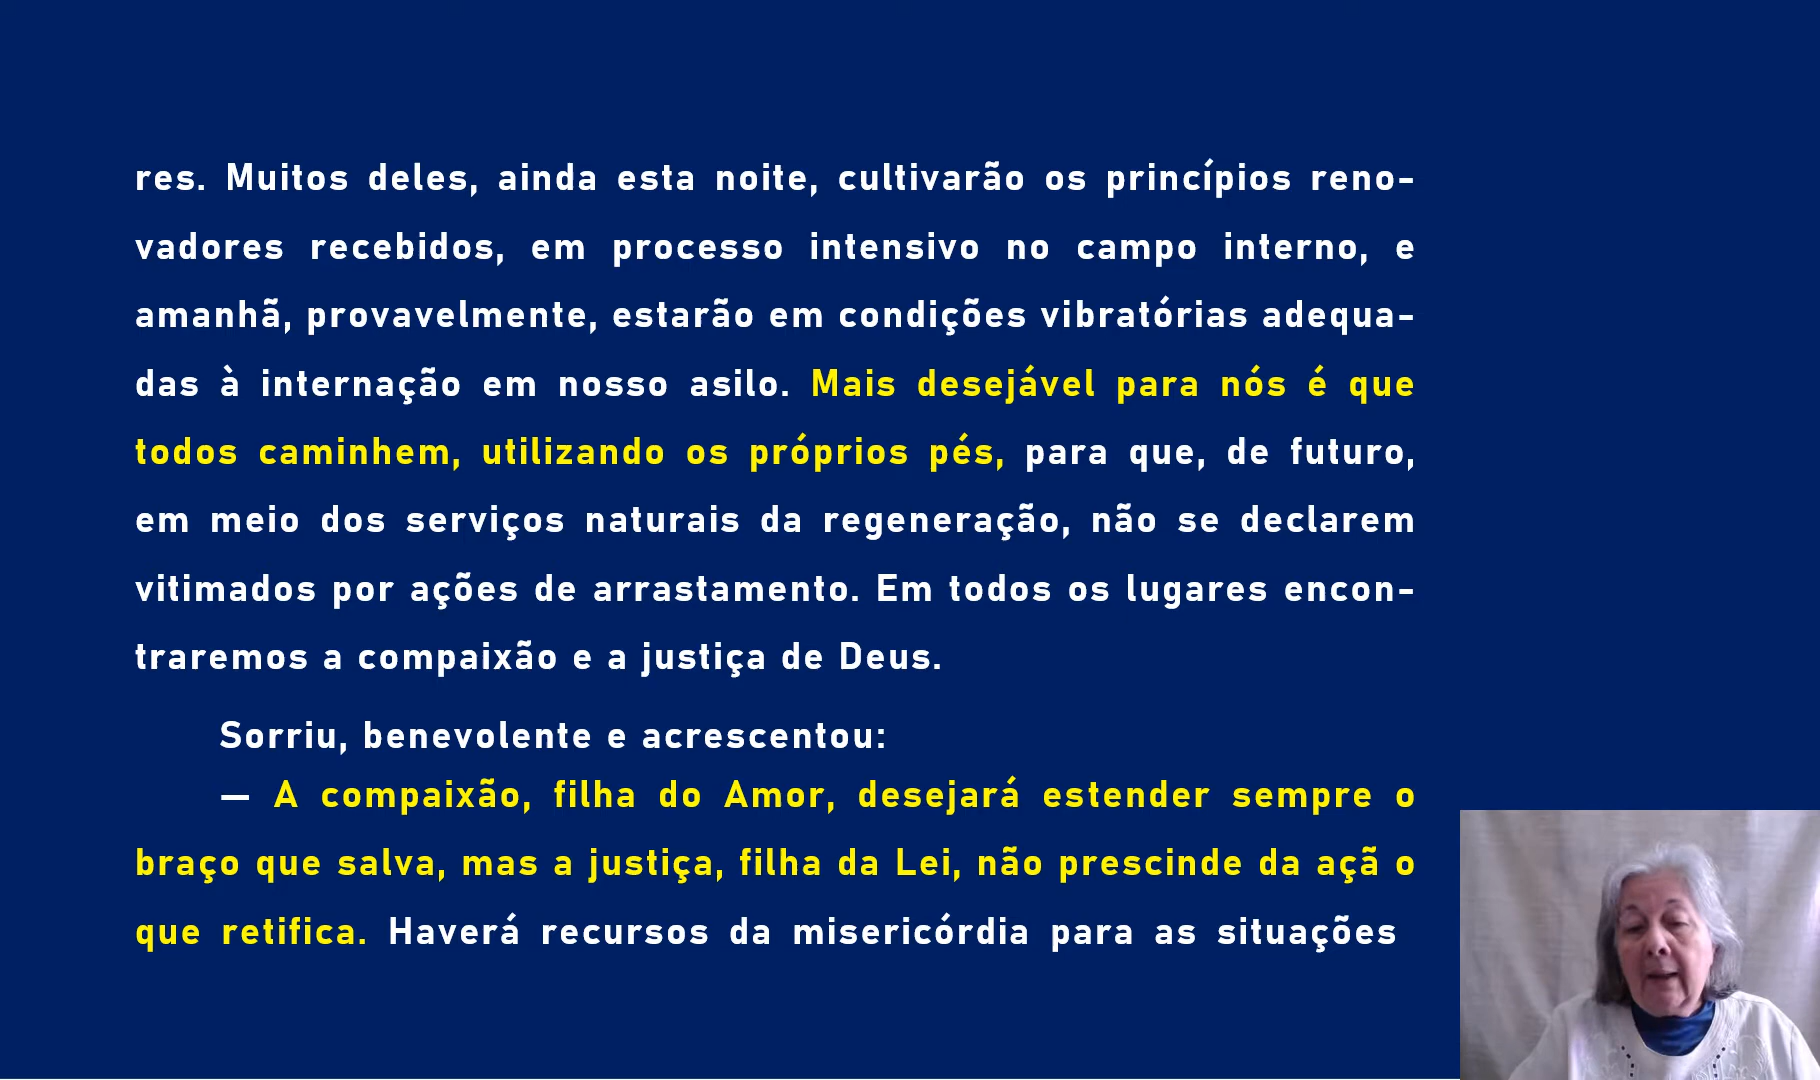 res. Muitos deles, ainda esta noite, cultivarão os princípios reno-
vadores recebidos, em processo intensivo no campo interno, e
amanhã, provavelmente, estarão em condições vibratórias adequa-
das à internação em nosso asilo. Mais desejável para nós é que
todos caminhem, utilizando os próprios pés, para que, de futuro,
em meio dos serviços naturais da regeneração, não se declarem
vitimados por ações de arrastamento. Em todos os lugares encon-
traremos a compaixão e a justiça de Deus.
Sorriu, benevolente e acrescentou:
— A compaixão, filha do Amor, desejará estender sempre o
braço que salva, mas a justiça, filha da Lei, não prescinde da açã o
que retifica. Haverá recursos da misericórdia para as situações